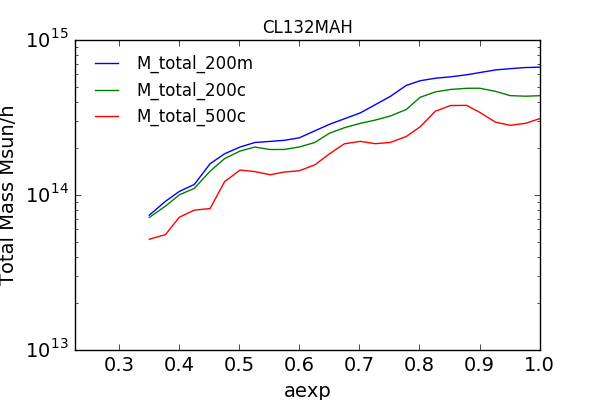 CL132MAH
10^15
M_total_200m
M_total_200c
M_total_500c
10^14
10^13
Total Mass Msun/h
0.3 0.4 0.5 0.6 0.7 0.8 0.9 1.0
aexp